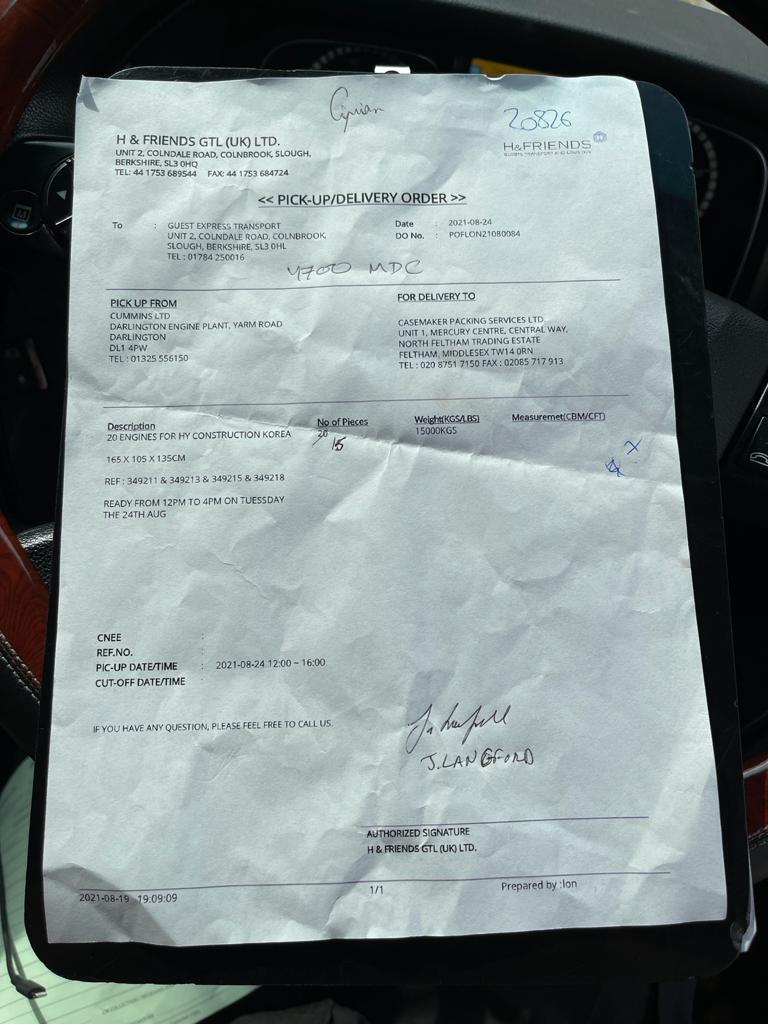 Ciprian
20826
H & FRIENDS GTL (UK) LTD.
UNIT 2, COLNDALE ROAD, COLNBROOK, SLOUGH,
BERKSHIRE, SL3 0HQ
TEL: 44 1753 689544 FAX: 44 1753 684724
H&FRIENDS
<< PICK-UP/DELIVERY ORDER >>
To : GUEST EXPRESS TRANSPORT
UNIT 2, COLNDALE ROAD, COLNBROOK
SLOUGH, BERKSHIRE, SL3 0HL
TEL : 01784 250016
Date : 2021-08-24
DO No. : POFLON21080084
4700 MDC
PICK UP FROM
CUMMINS LTD
DARLINGTON ENGINE PLANT, YARM ROAD
DARLINGTON
DL1 4PW
TEL : 01325 556150
FOR DELIVERY TO
CASEMAKER PACKING SERVICES LTD.
UNIT 1, MERCURY CENTRE, CENTRAL WAY,
NORTH FELTHAM TRADING ESTATE
FELTHAM, MIDDLESEX TW14 0RN
TEL : 020 8751 7150 FAX : 02085 717 913
Description No of Pieces Weight(KGS/LBS) Measuremet(CBM/CFT)
20 ENGINES FOR HY CONSTRUCTION KOREA 20 15000KGS
15
165 X 105 X 135CM
REF : 349211 & 349213 & 349215 & 349218
READY FROM 12PM TO 4PM ON TUESDAY
THE 24TH AUG
CNEE :
REF.NO. :
PIC-UP DATE/TIME : 2021-08-24 12:00 ~ 16:00
CUT-OFF DATE/TIME :
IF YOU HAVE ANY QUESTION, PLEASE FEEL FREE TO CALL US.
J.LANGFORD
AUTHORIZED SIGNATURE
H & FRIENDS GTL (UK) LTD.
2021-08-19 19:09:09
1/1
Prepared by :lon